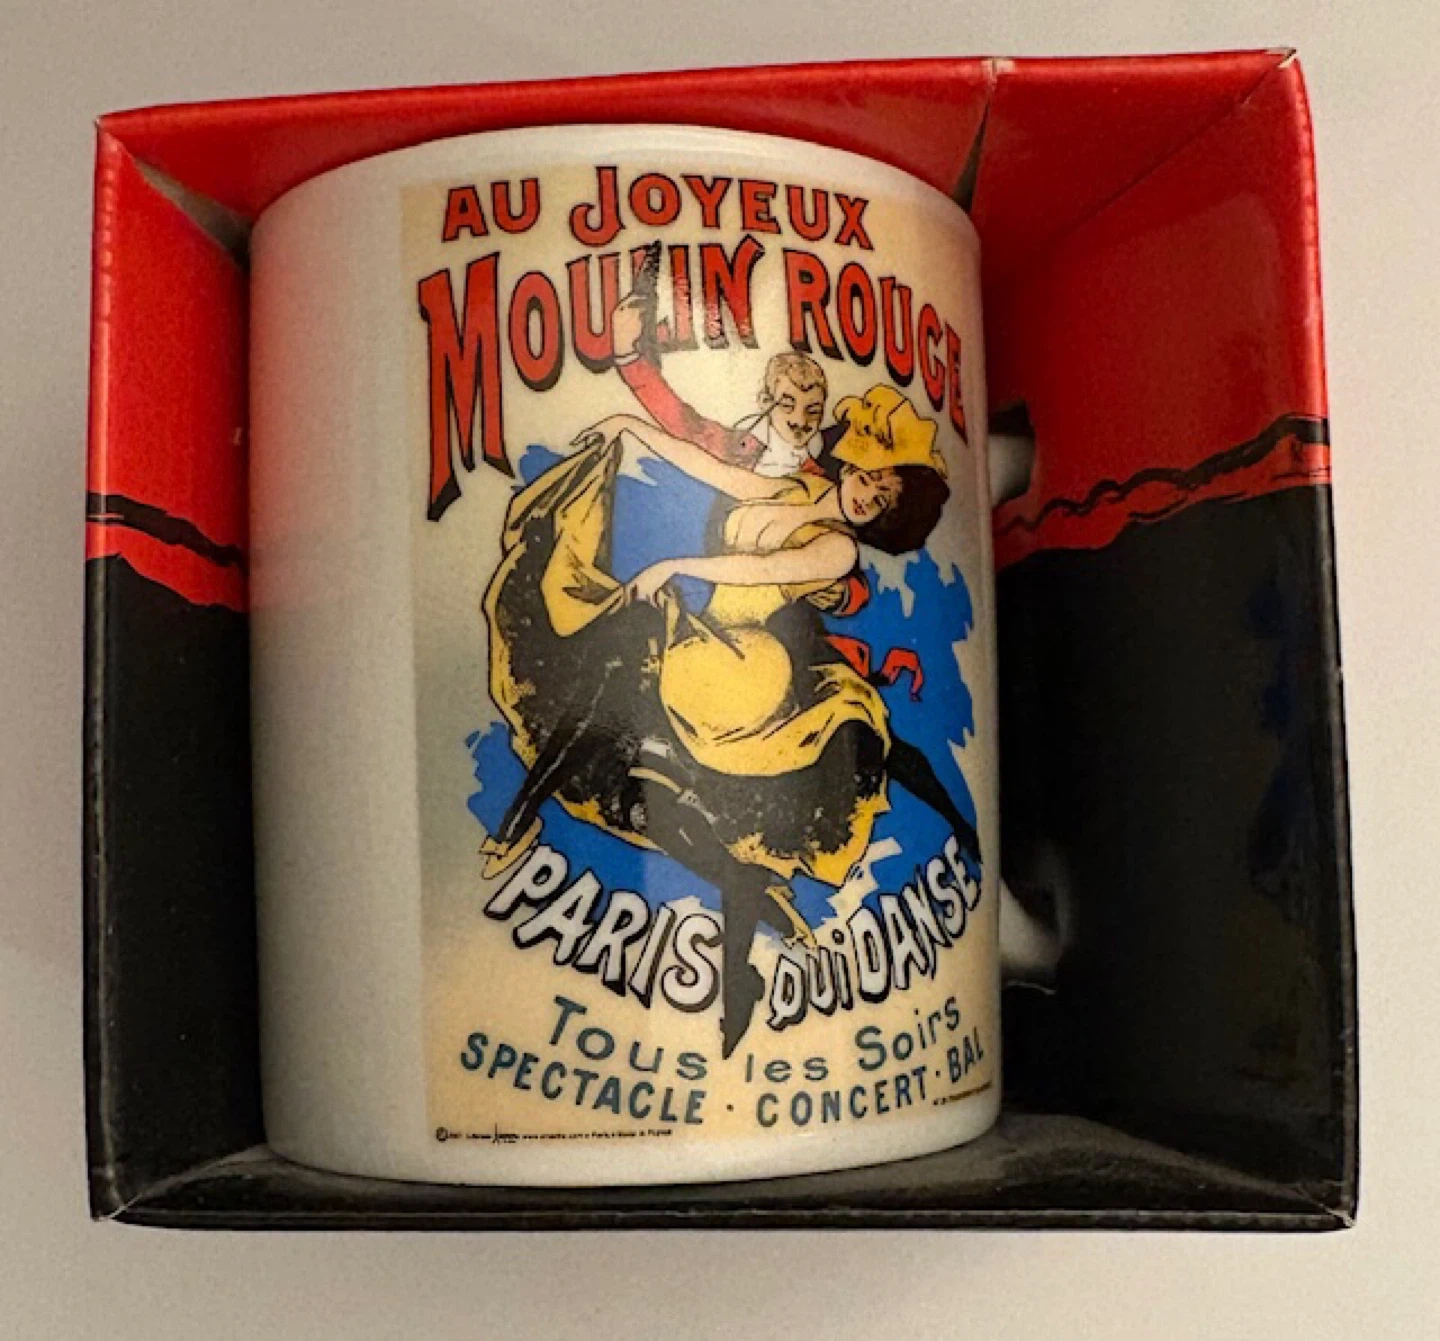 AU JOYEUX
MOULIN ROUGE
PARIS QUi DANSE
Tous les Soirs
SPECTACLE · CONCERT · BAL